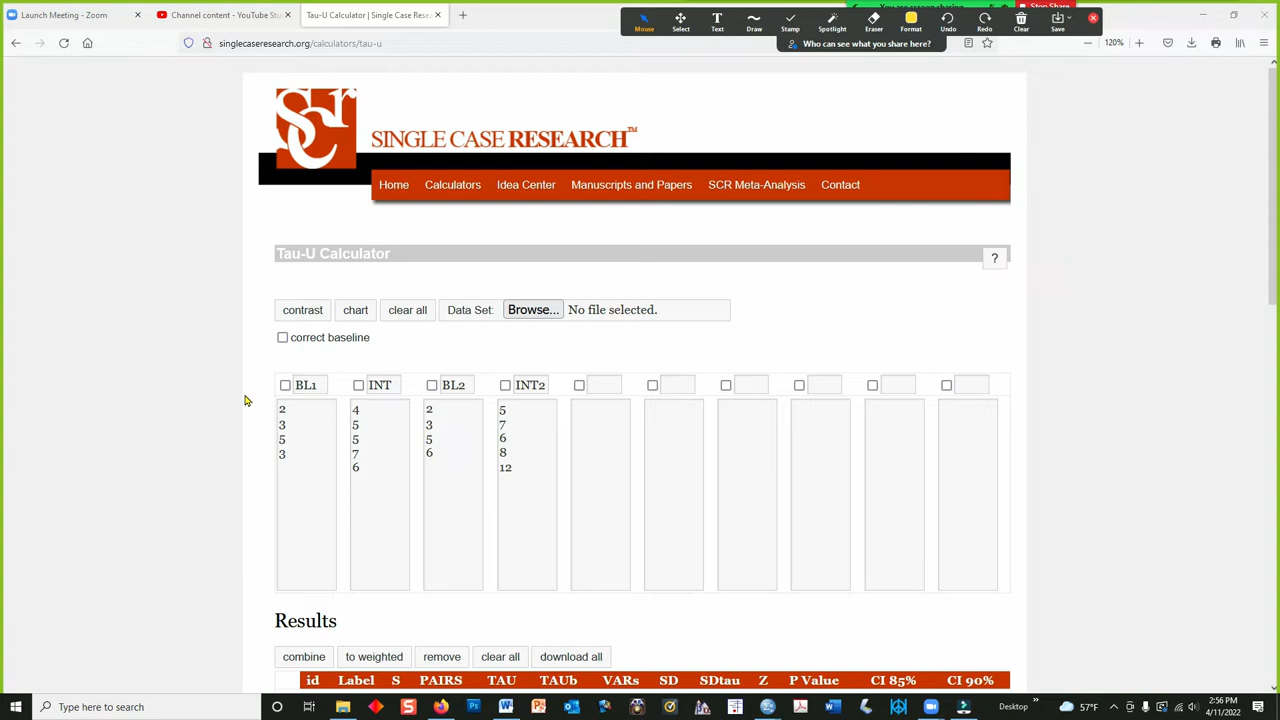 You are screen sharing
Stop Share
Launch Meeting - Zoom
Channel content - YouTube Stu
Tau-U Calculator | Single Case Resea
Mouse
Select
Text
Draw
Stamp
Spotlight
Eraser
Format
Undo
Redo
Clear
Save
Who can see what you share here?
singlecaseresearch.org/calculators/tau-u
120%
SCr
SINGLE CASE RESEARCH™
Home Calculators Idea Center Manuscripts and Papers SCR Meta-Analysis Contact
Tau-U Calculator
?
contrast chart clear all Data Set: Browse... No file selected.
correct baseline
BL1 INT BL2 INT2
2 4 2 5
3 5 3 7
5 5 5 6
3 7 6 8
6 12
Results
combine to weighted remove clear all download all
id Label S PAIRS TAU TAUb VARs SD SDtau Z P Value CI 85% CI 90%
Type here to search
Desktop
57°F
2:56 PM
4/11/2022